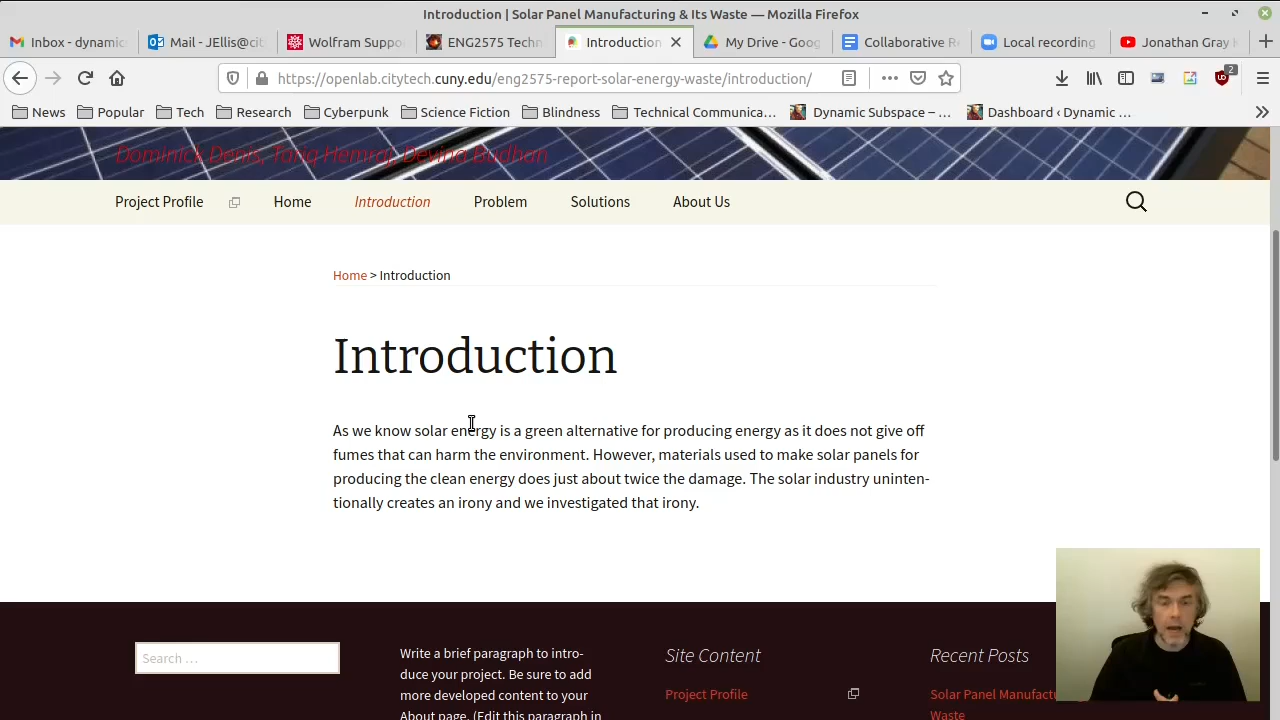 Introduction | Solar Panel Manufacturing & Its Waste — Mozilla Firefox
Inbox - dynamic
Mail - JEllis@cit
Wolfram Suppo
ENG2575 Techn
Introduction
My Drive - Goog
Collaborative R
Local recording
Jonathan Gray
https://openlab.citytech.cuny.edu/eng2575-report-solar-energy-waste/introduction/
2
News
Popular
Tech
Research
Cyberpunk
Science Fiction
Blindness
Technical Communica…
Dynamic Subspace – …
Dashboard ‹ Dynamic …
Dominick Denis, Tariq Hemraj, Devina Budhan
Project Profile
Home
Introduction
Problem
Solutions
About Us
Home > Introduction
Introduction
As we know solar energy is a green alternative for producing energy as it does not give off
fumes that can harm the environment. However, materials used to make solar panels for
producing the clean energy does just about twice the damage. The solar industry uninten-
tionally creates an irony and we investigated that irony.
Search …
Write a brief paragraph to intro-
duce your project. Be sure to add
more developed content to your
About page. (Edit this paragraph in
Site Content
Project Profile
Recent Posts
Solar Panel Manufactu
Waste